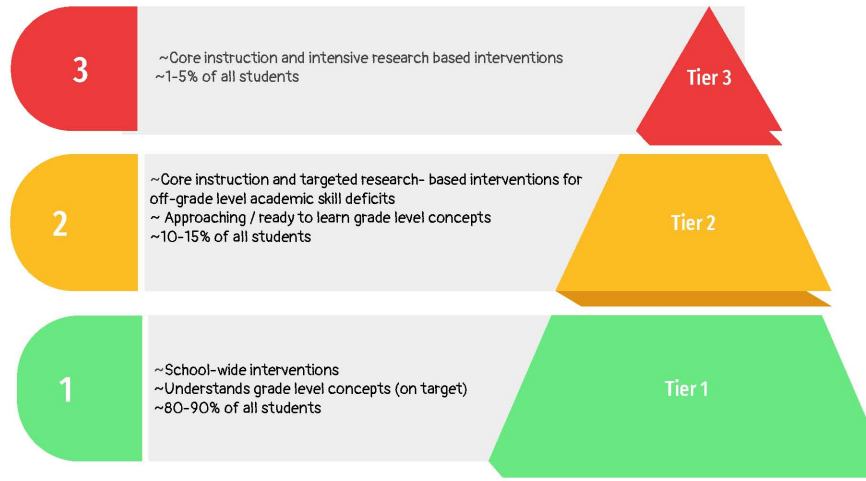 3
~Core instruction and intensive research based interventions
~1-5% of all students
Tier 3
2
~Core instruction and targeted research- based interventions for
off-grade level academic skill deficits
~ Approaching / ready to learn grade level concepts
~10-15% of all students
Tier 2
1
~School-wide interventions
~Understands grade level concepts (on target)
~80-90% of all students
Tier 1